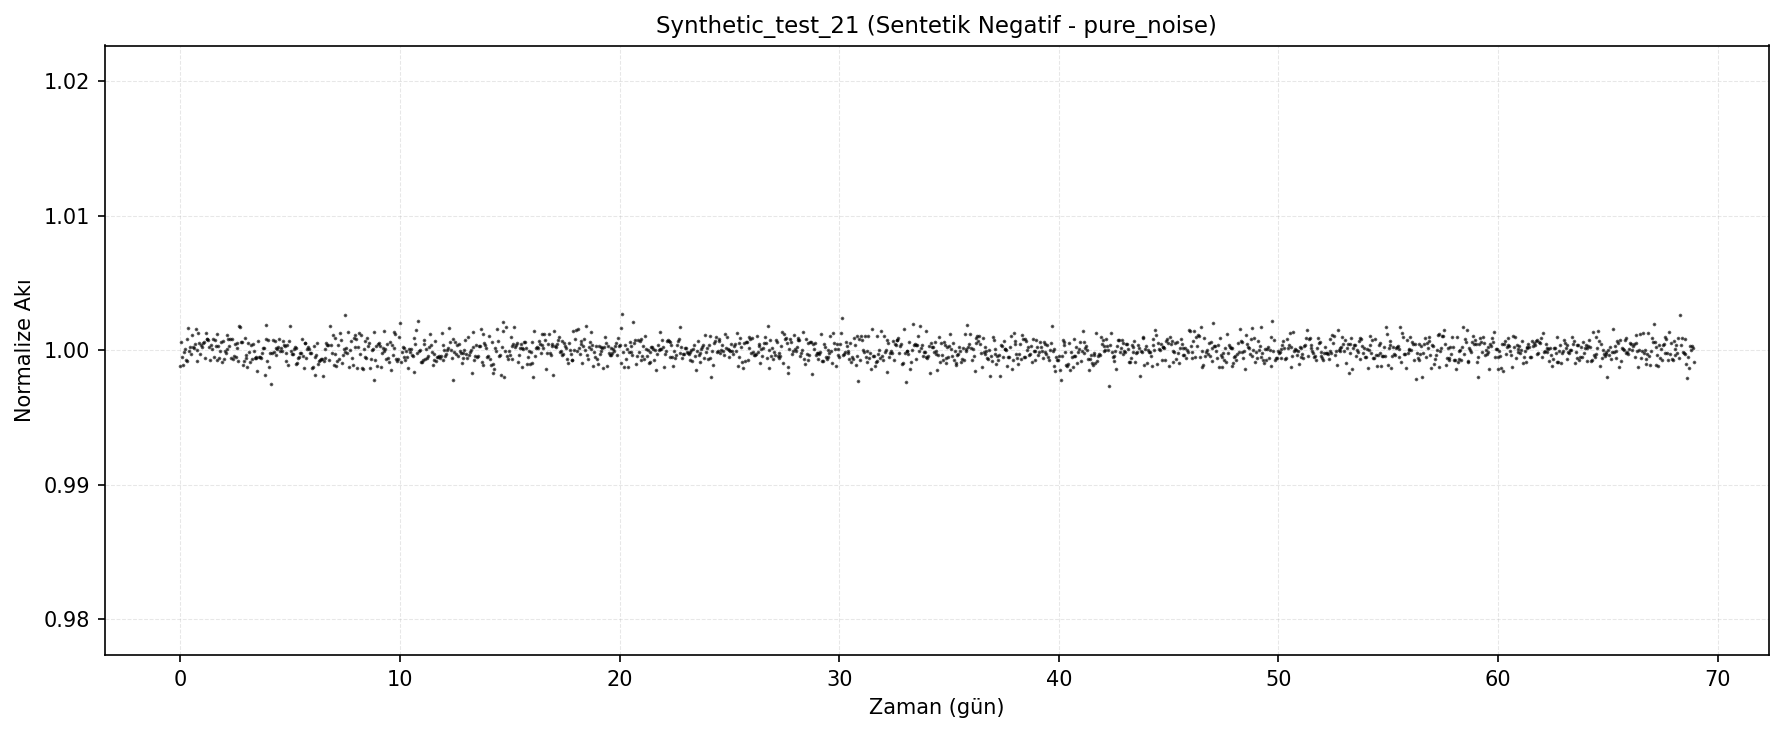 Synthetic_test_21 (Sentetik Negatif - pure_noise)
Normalize Akı
1.02
1.01
1.00
0.99
0.98
0 10 20 30 40 50 60 70
Zaman (gün)